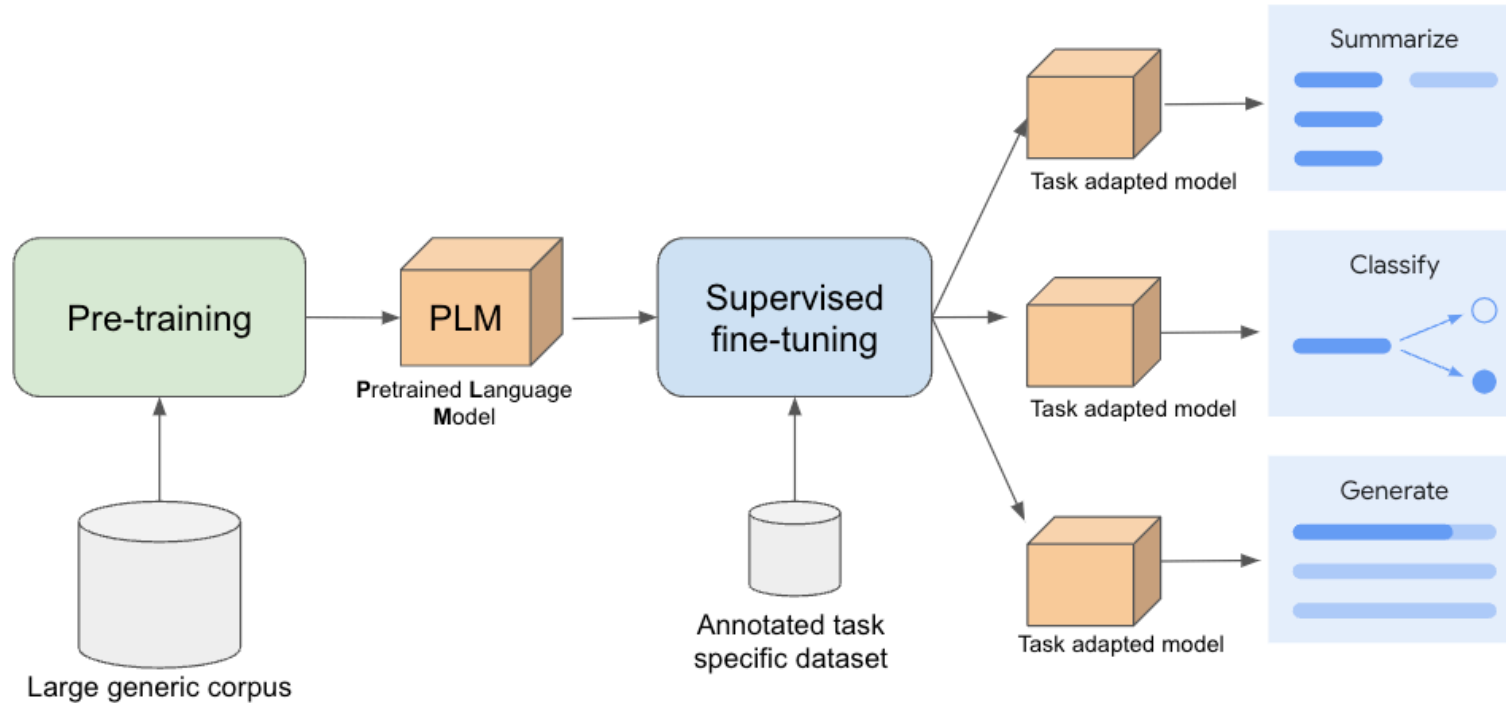 Pre-training
Large generic corpus
PLM
Pretrained Language
Model
Supervised
fine-tuning
Annotated task
specific dataset
Task adapted model
Summarize
Task adapted model
Classify
Task adapted model
Generate